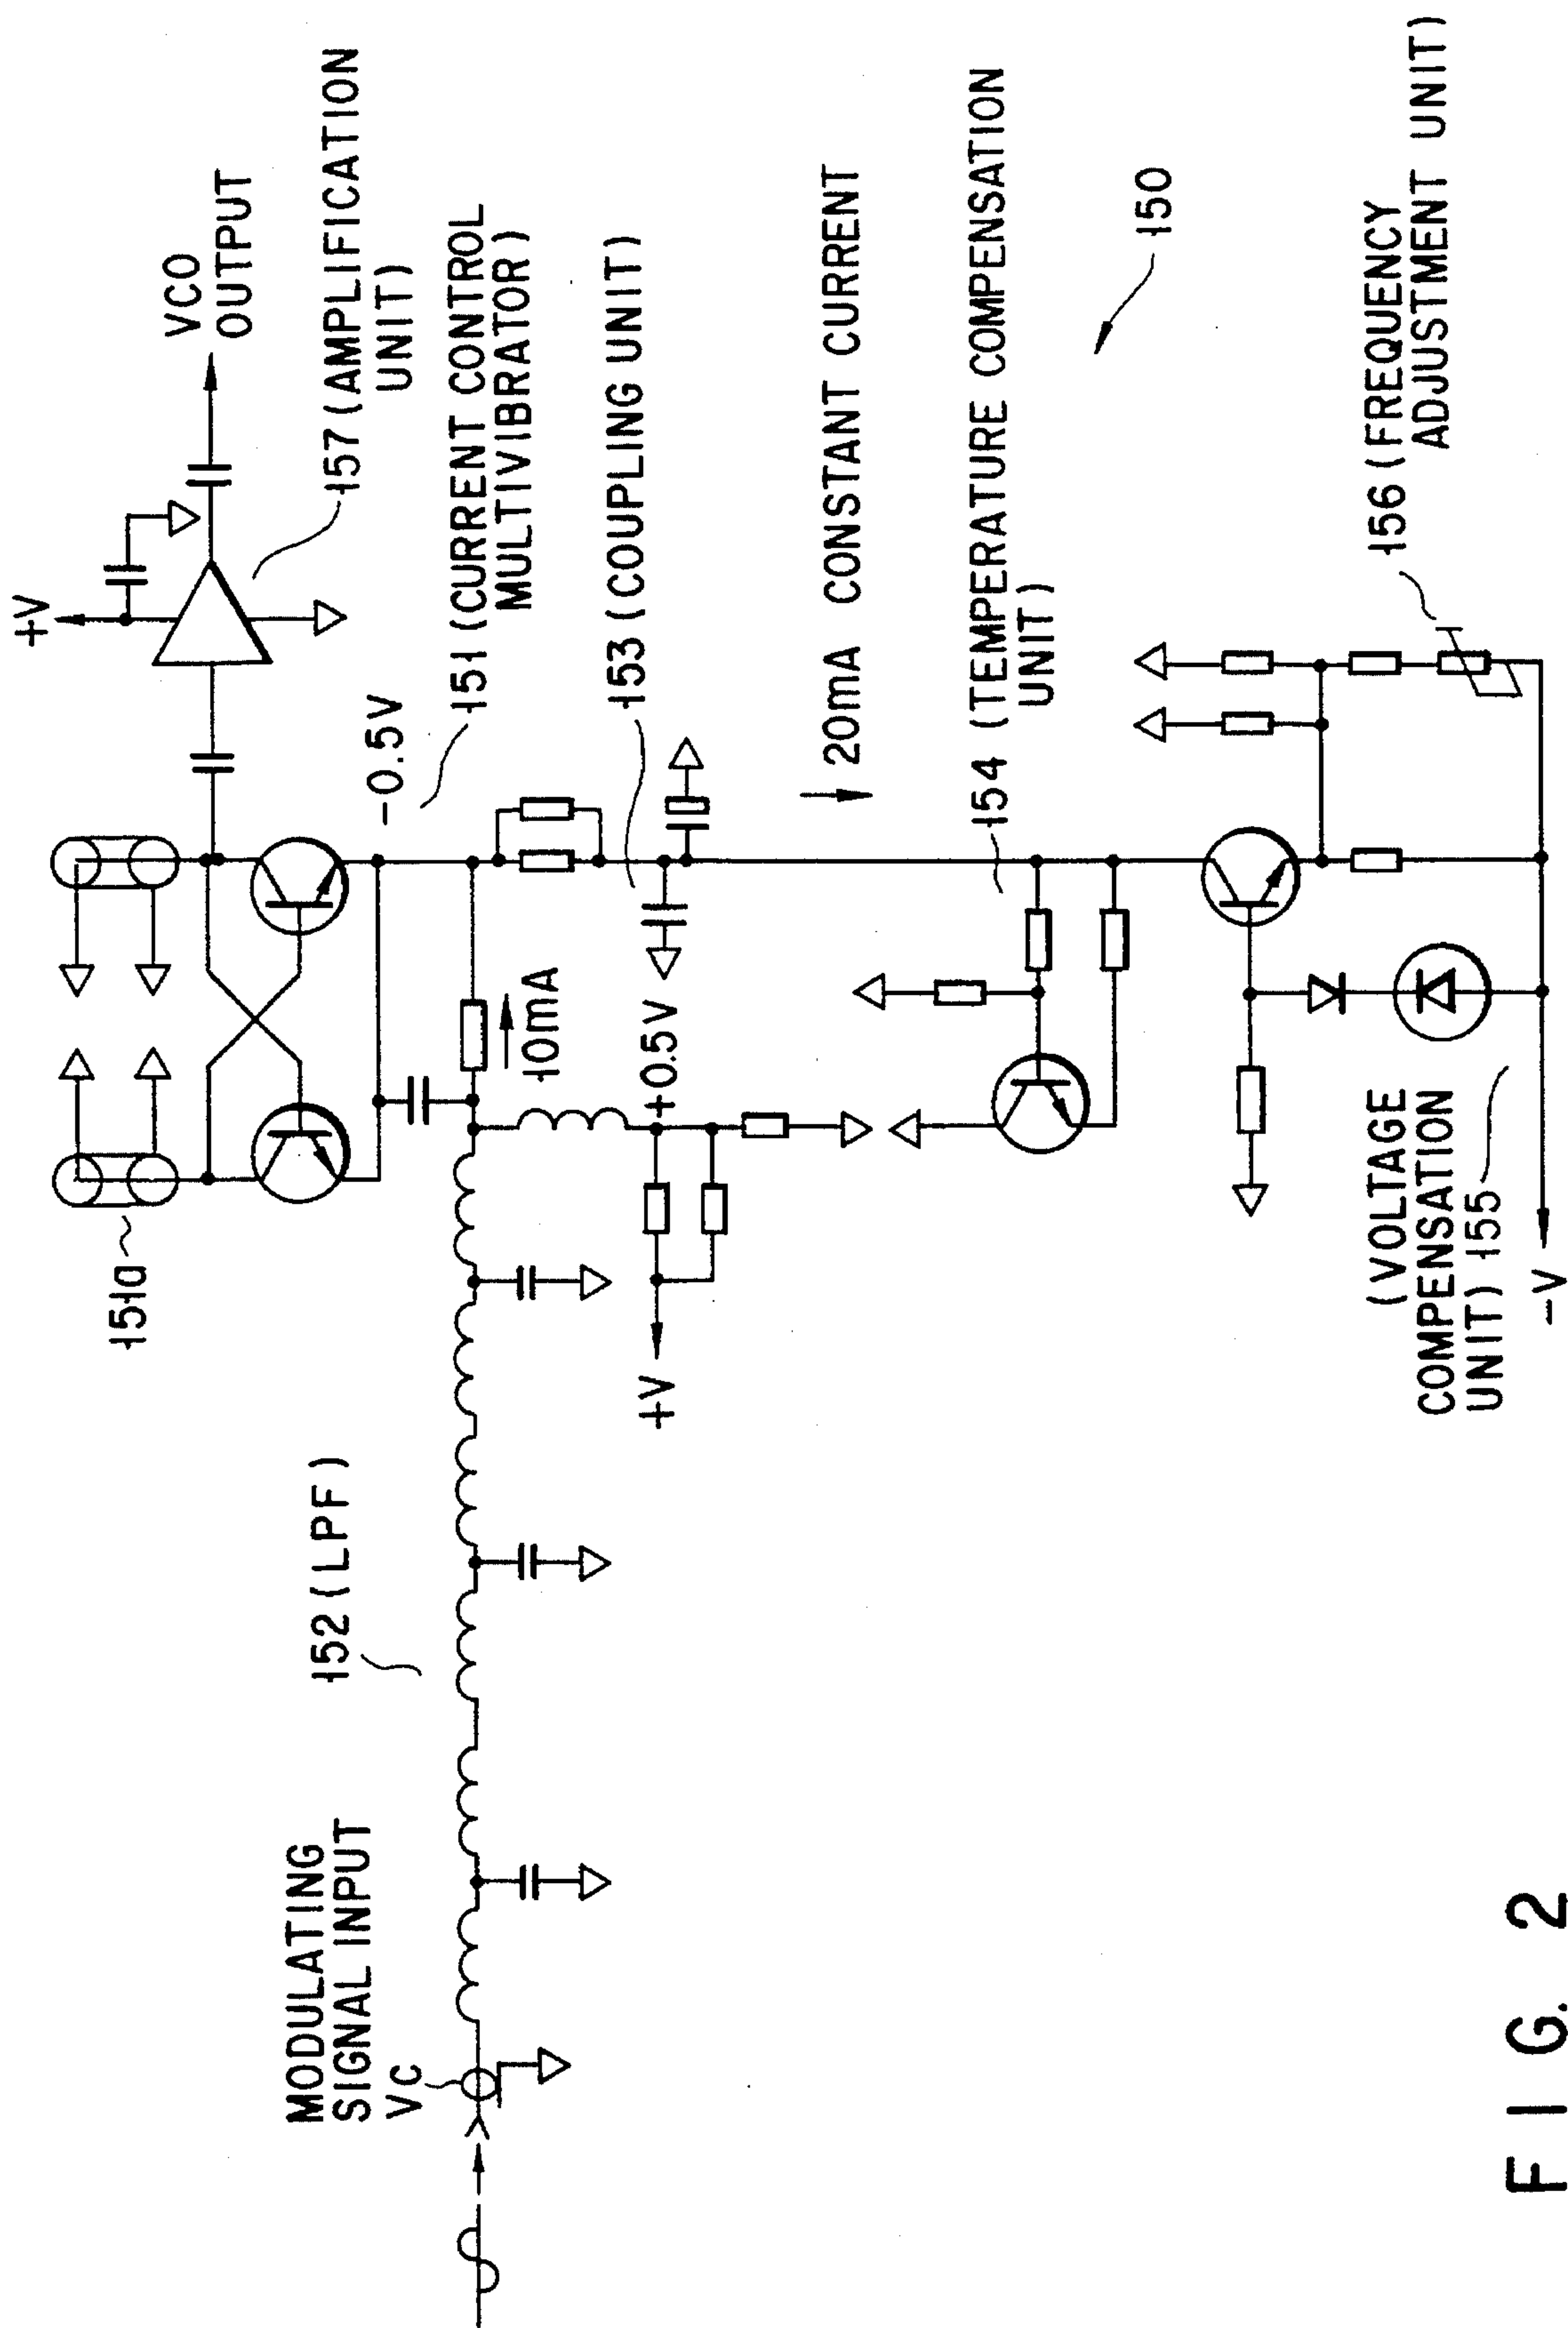 +V
VCO
OUTPUT
157 (AMPLIFICATION
UNIT)
-0.5V
151 (CURRENT CONTROL
MULTIVIBRATOR)
153 (COUPLING UNIT)
20mA CONSTANT CURRENT
154 (TEMPERATURE COMPENSATION
UNIT)
150
156 (FREQUENCY
ADJUSTMENT UNIT)
151a
10mA
+0.5V
+V
(VOLTAGE
COMPENSATION
UNIT) 155
-V
152 (LPF)
MODULATING
SIGNAL INPUT
VC
FIG. 2